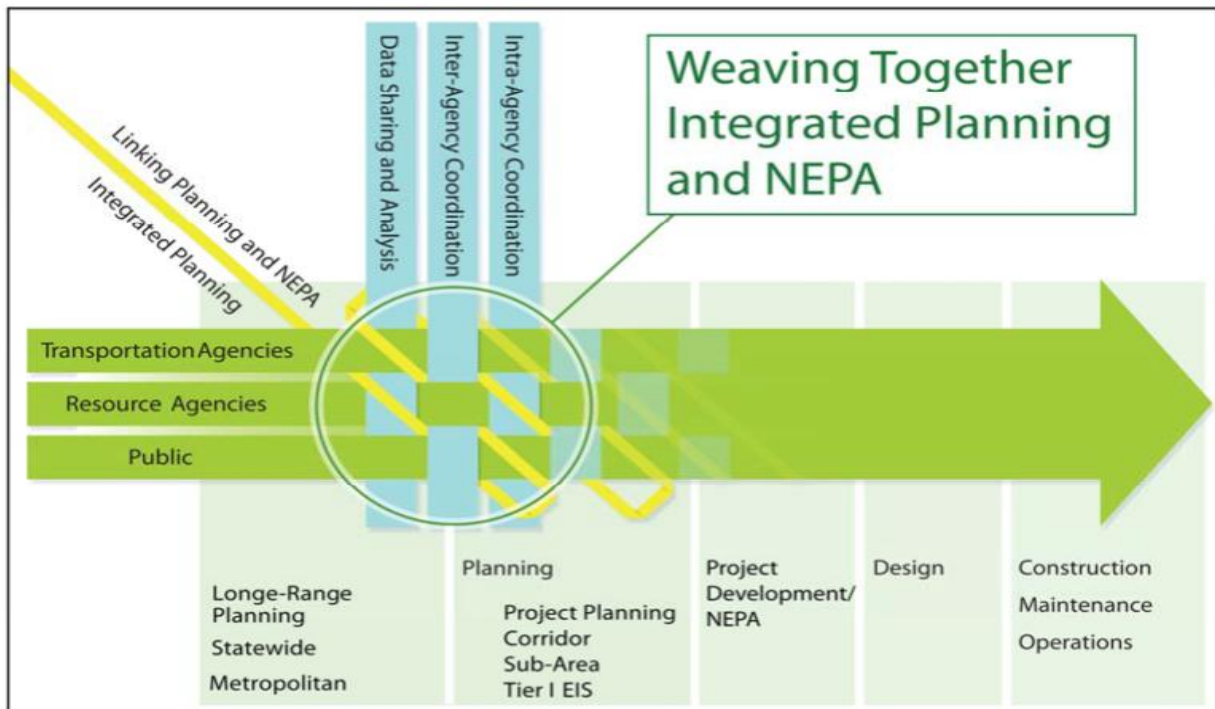 Weaving Together
Integrated Planning
and NEPA
Linking Planning and NEPA
Integrated Planning
Data Sharing and Analysis
Inter-Agency Coordination
Intra-Agency Coordination
Transportation Agencies
Resource Agencies
Public
Longe-Range
Planning
Statewide
Metropolitan
Planning
Project Planning
Corridor
Sub-Area
Tier I EIS
Project
Development/
NEPA
Design
Construction
Maintenance
Operations